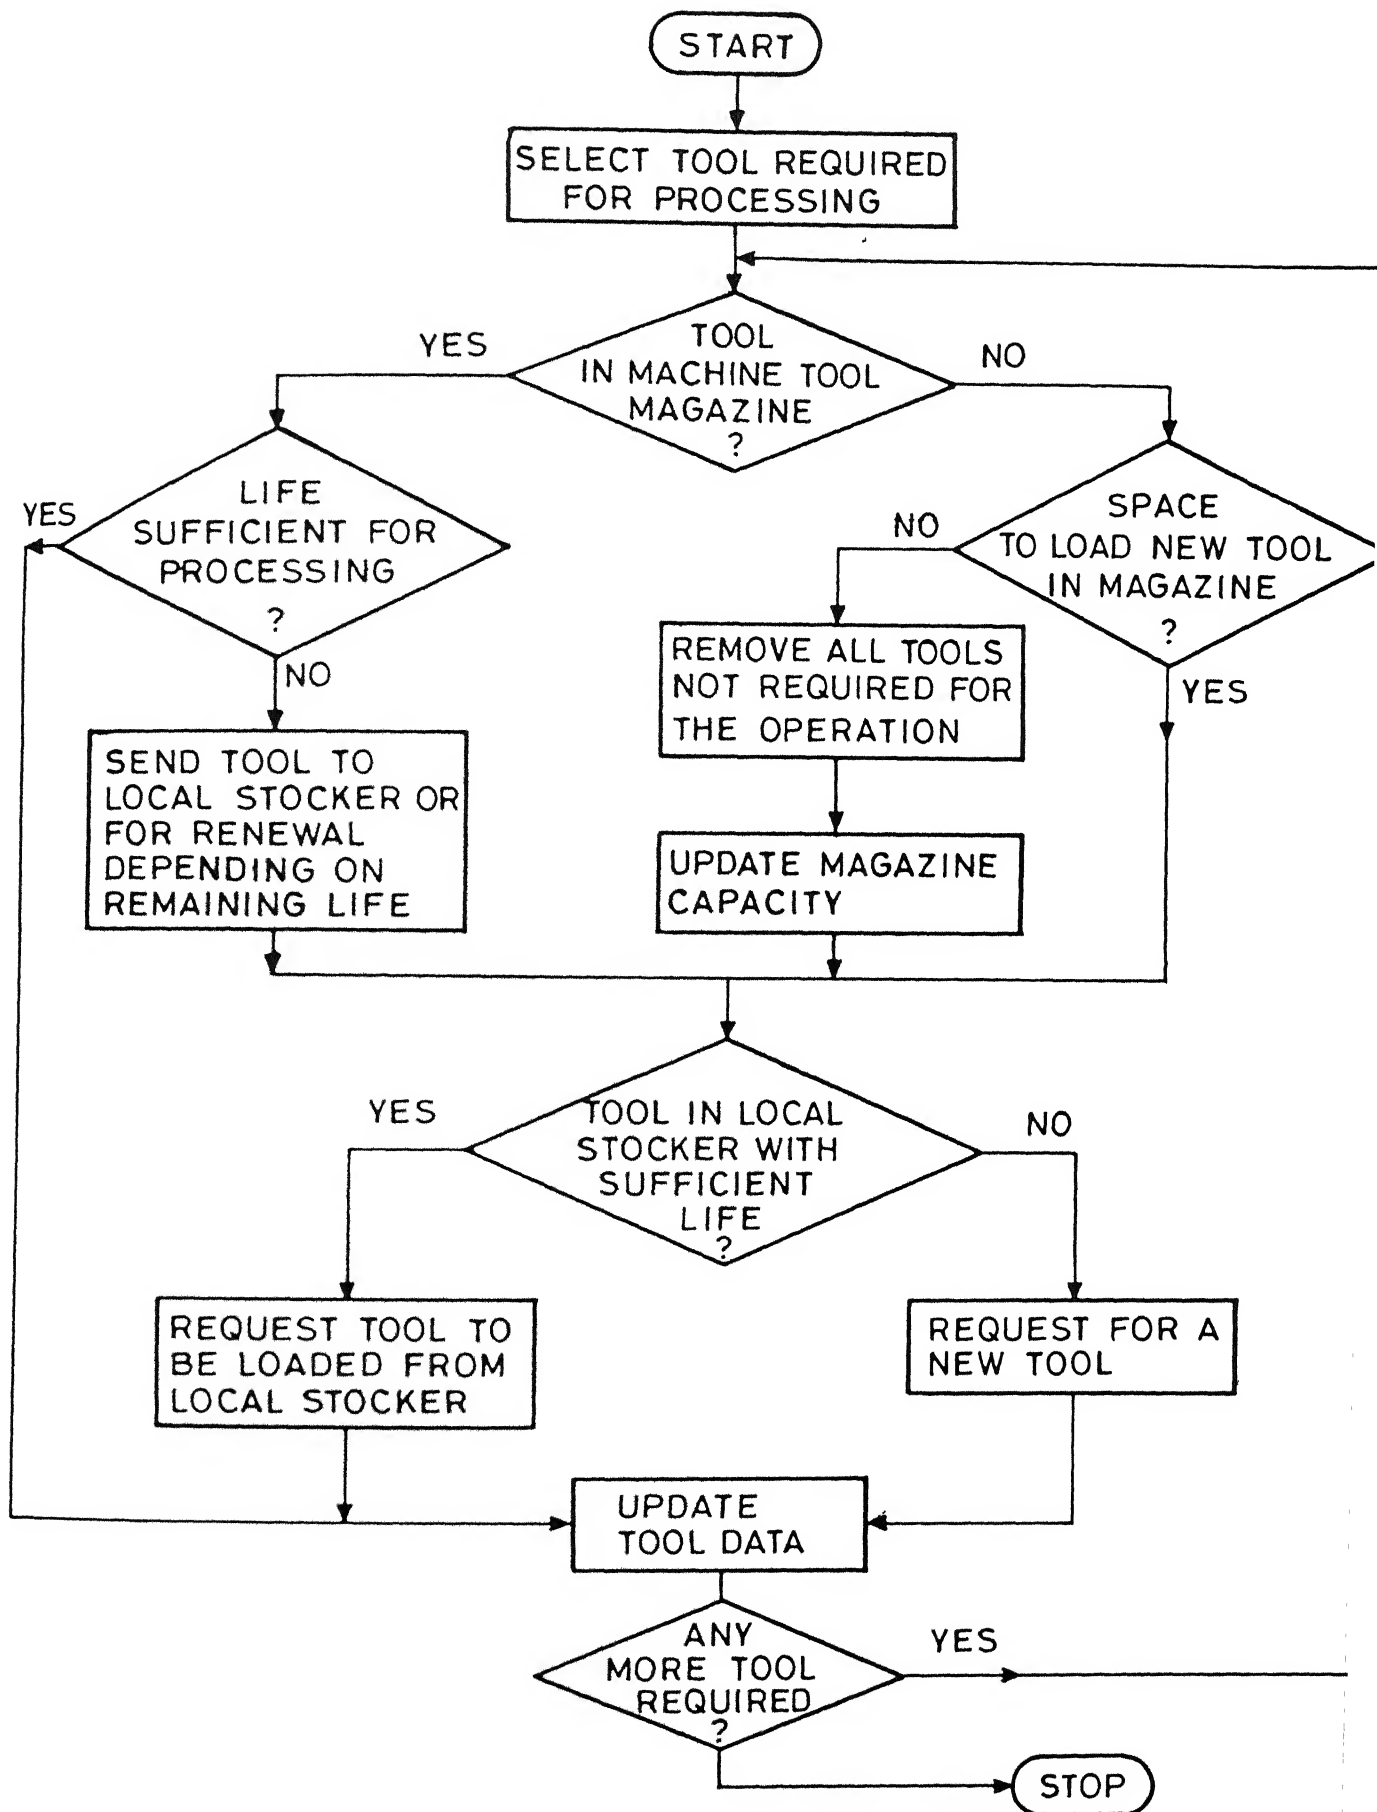 START
SELECT TOOL REQUIRED
FOR PROCESSING
YES
TOOL
IN MACHINE TOOL
MAGAZINE
?
NO
YES
LIFE
SUFFICIENT FOR
PROCESSING
?
NO
NO
SPACE
TO LOAD NEW TOOL
IN MAGAZINE
?
YES
REMOVE ALL TOOLS
NOT REQUIRED FOR
THE OPERATION
SEND TOOL TO
LOCAL STOCKER OR
FOR RENEWAL
DEPENDING ON
REMAINING LIFE
UPDATE MAGAZINE
CAPACITY
YES
TOOL IN LOCAL
STOCKER WITH
SUFFICIENT
LIFE
?
NO
REQUEST TOOL TO
BE LOADED FROM
LOCAL STOCKER
REQUEST FOR A
NEW TOOL
UPDATE
TOOL DATA
ANY
MORE TOOL
REQUIRED
?
YES
STOP